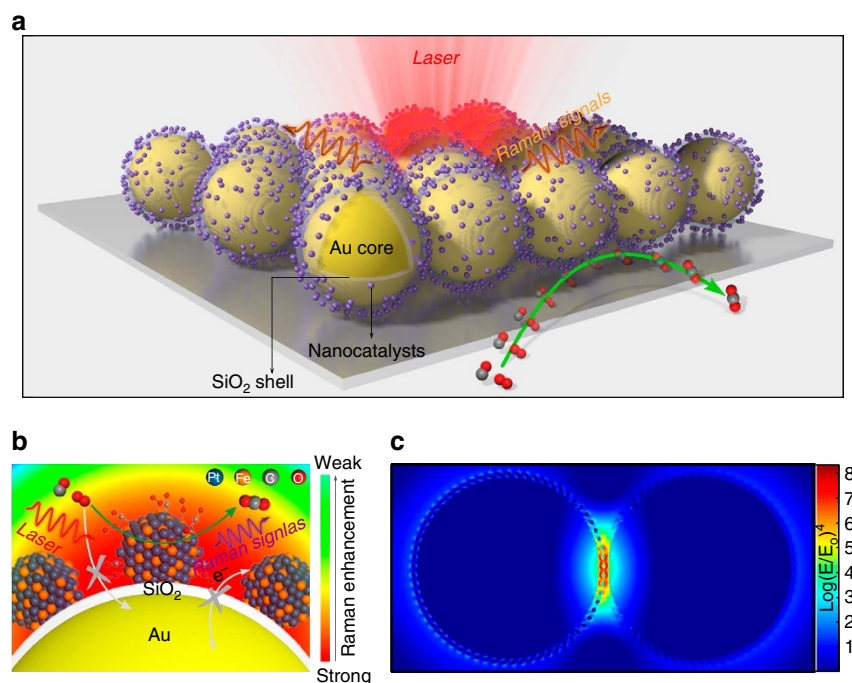 a
Laser
Raman signals
Au core
Nanocatalysts
SiO₂ shell
b
Pt Fe C O
Laser
Raman signlas
e⁻
SiO₂
Au
Weak
Raman enhancement
Strong
c
8
7
6
5
4
3
2
1
Log(E/E₀)⁴